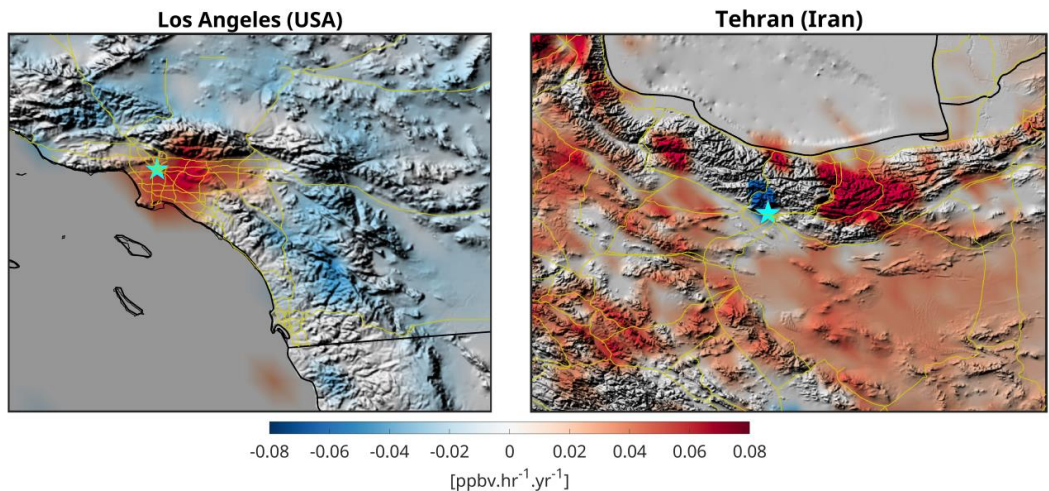 Los Angeles (USA)
Tehran (Iran)
-0.08 -0.06 -0.04 -0.02 0 0.02 0.04 0.06 0.08
[ppbv.hr⁻¹.yr⁻¹]